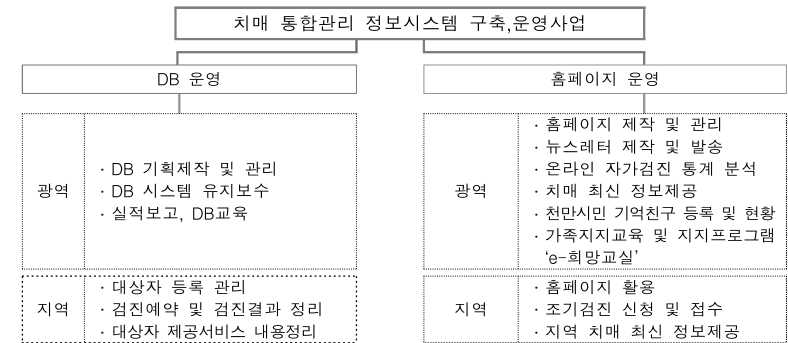 치매 통합관리 정보시스템 구축,운영사업
DB 운영
광역
· DB 기획제작 및 관리
· DB 시스템 유지보수
· 실적보고, DB교육
지역
· 대상자 등록 관리
· 검진예약 및 검진결과 정리
· 대상자 제공서비스 내용정리
홈페이지 운영
광역
· 홈페이지 제작 및 관리
· 뉴스레터 제작 및 발송
· 온라인 자가검진 통계 분석
· 치매 최신 정보제공
· 천만시민 기억친구 등록 및 현황
· 가족지지교육 및 지지프로그램
‘e-희망교실’
지역
· 홈페이지 활용
· 조기검진 신청 및 접수
· 지역 치매 최신 정보제공